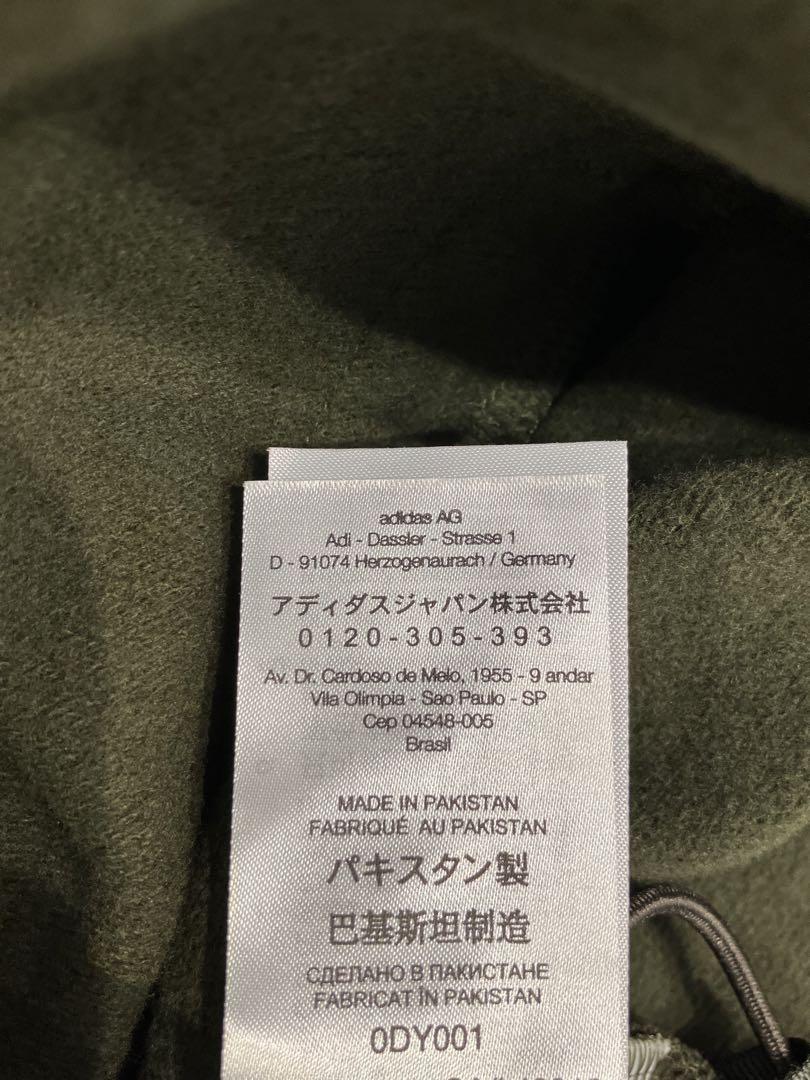 adidas AG
Adi - Dassler - Strasse 1
D - 91074 Herzogenaurach / Germany
アディダスジャパン株式会社
0120-305-393
Av. Dr. Cardoso de Melo, 1955 - 9 andar
Vila Olimpia - Sao Paulo - SP
Cep 04548-005
Brasil
MADE IN PAKISTAN
FABRIQUÉ AU PAKISTAN
パキスタン製
巴基斯坦制造
СДЕЛАНО В ПАКИСТАНЕ
FABRICAT ÎN PAKISTAN
0DY001